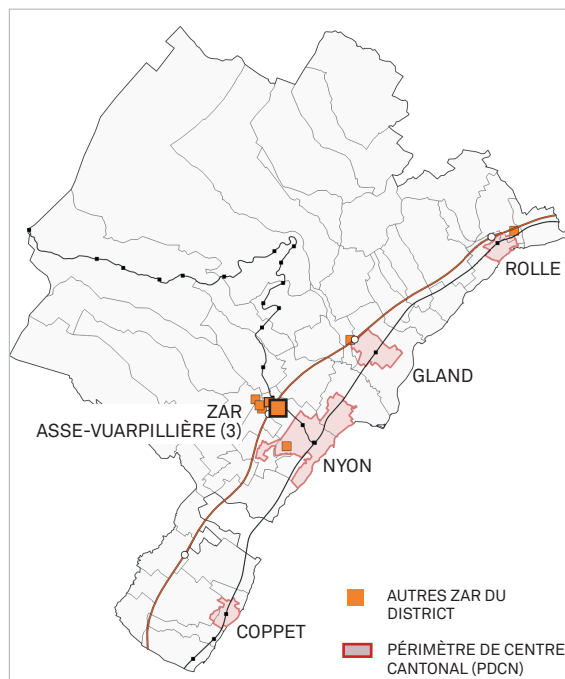 ROLLE
GLAND
ZAR
ASSE-VUARPILLIÈRE (3)
NYON
COPPET
AUTRES ZAR DU
DISTRICT
PÉRIMÈTRE DE CENTRE
CANTONAL (PDCN)